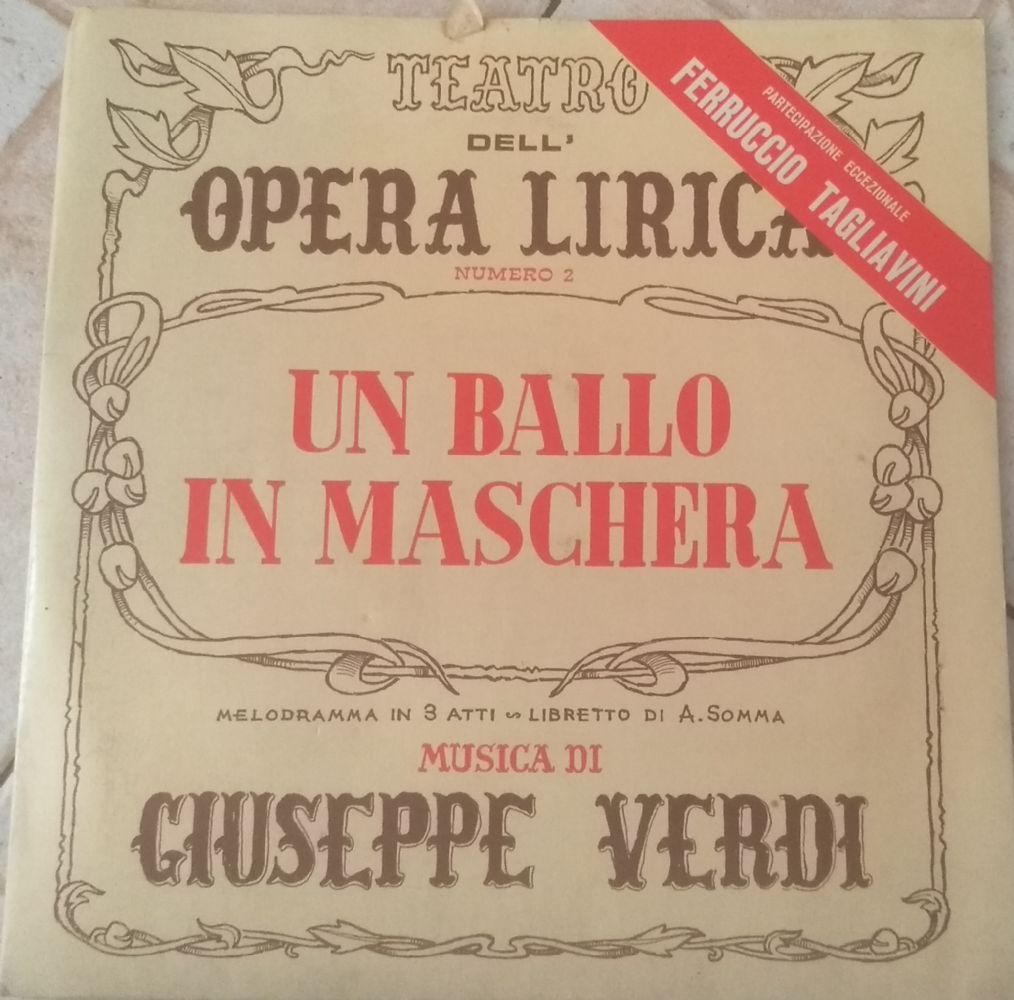 TEATRO
DELL'
OPERA LIRICA
NUMERO 2
PARTECIPAZIONE ECCEZIONALE
FERRUCCIO TAGLIAVINI
UN BALLO
IN MASCHERA
MELODRAMMA IN 3 ATTI ~ LIBRETTO DI A. SOMMA
MUSICA DI
GIUSEPPE VERDI